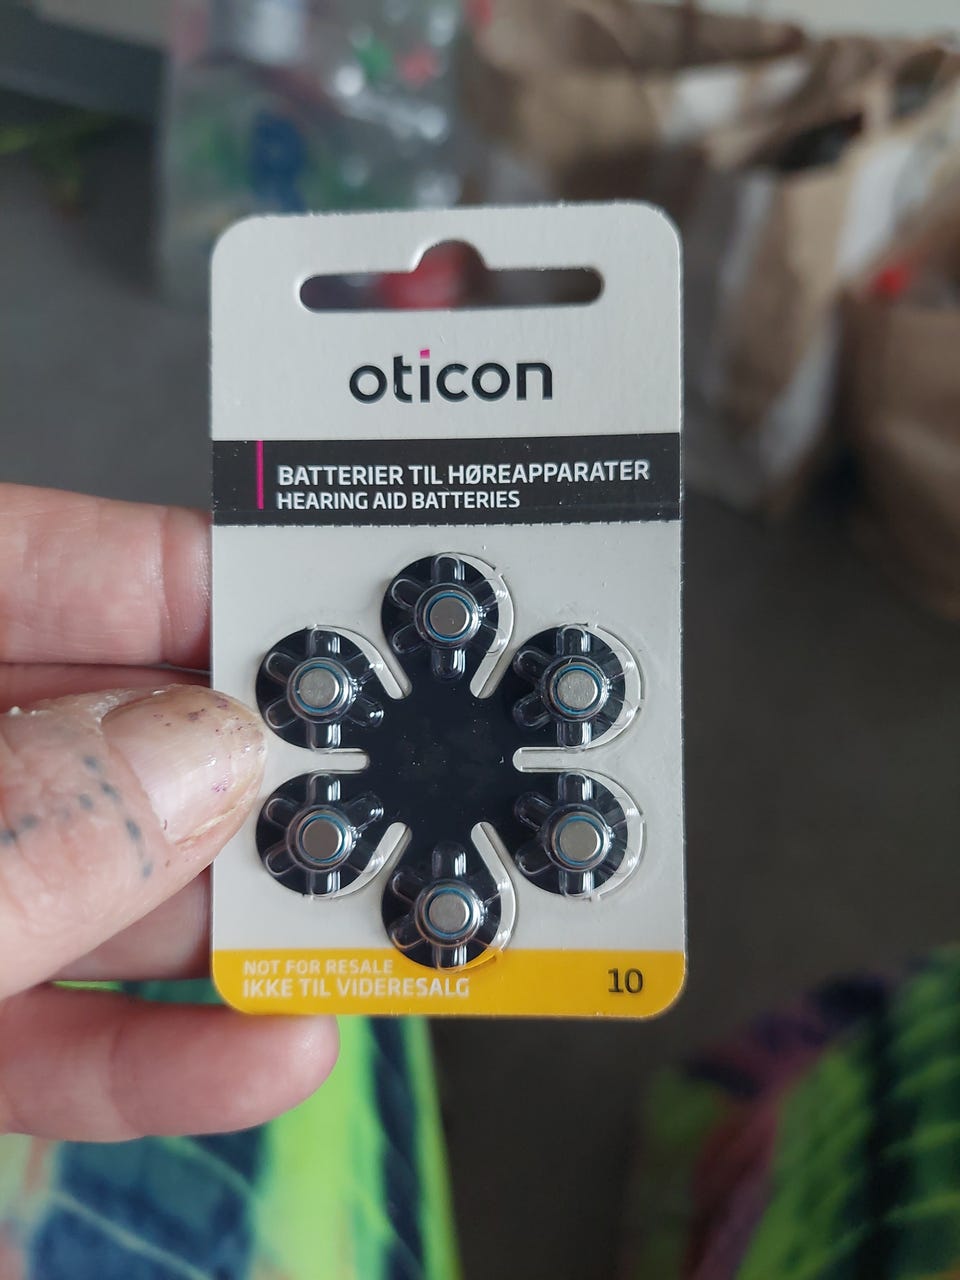 oticon
BATTERIER TIL HØREAPPARATER
HEARING AID BATTERIES
NOT FOR RESALE
IKKE TIL VIDERESALG
10